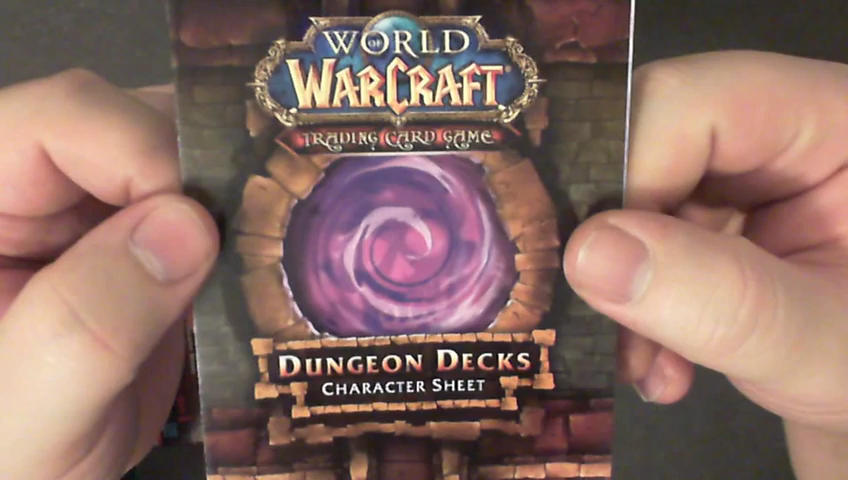 WORLD
OF
WARCRAFT
TRADING CARD GAME
DUNGEON DECKS
CHARACTER SHEET